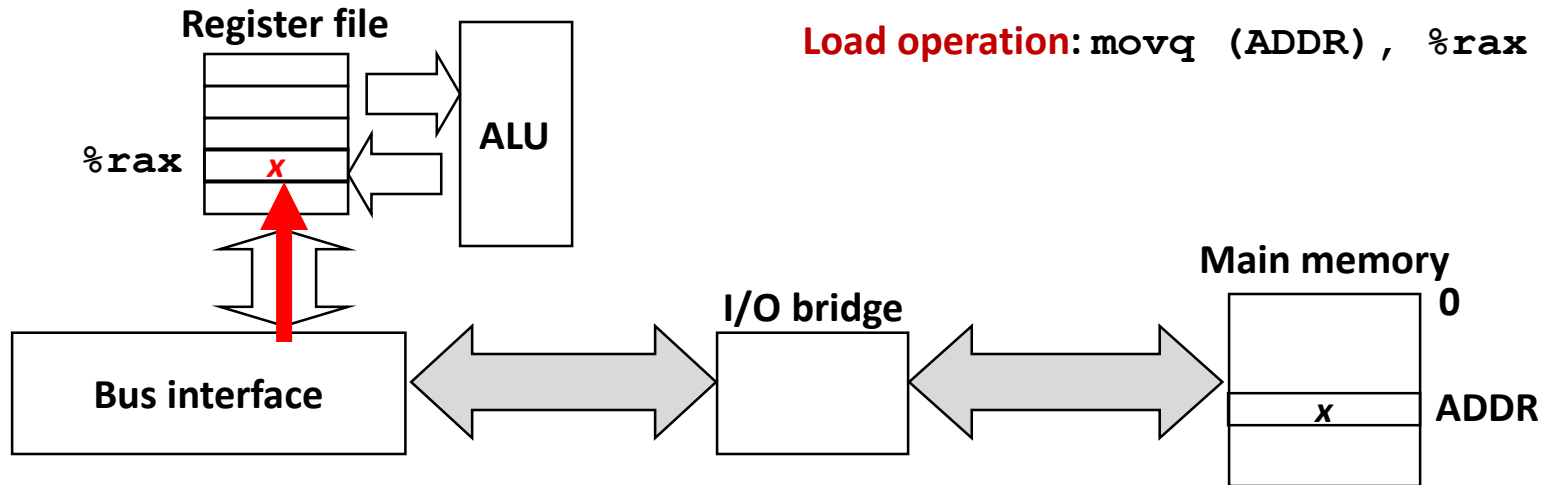 Register file
Load operation: movq (ADDR), %rax
ALU
%rax
x
Main memory
0
I/O bridge
Bus interface
x
ADDR